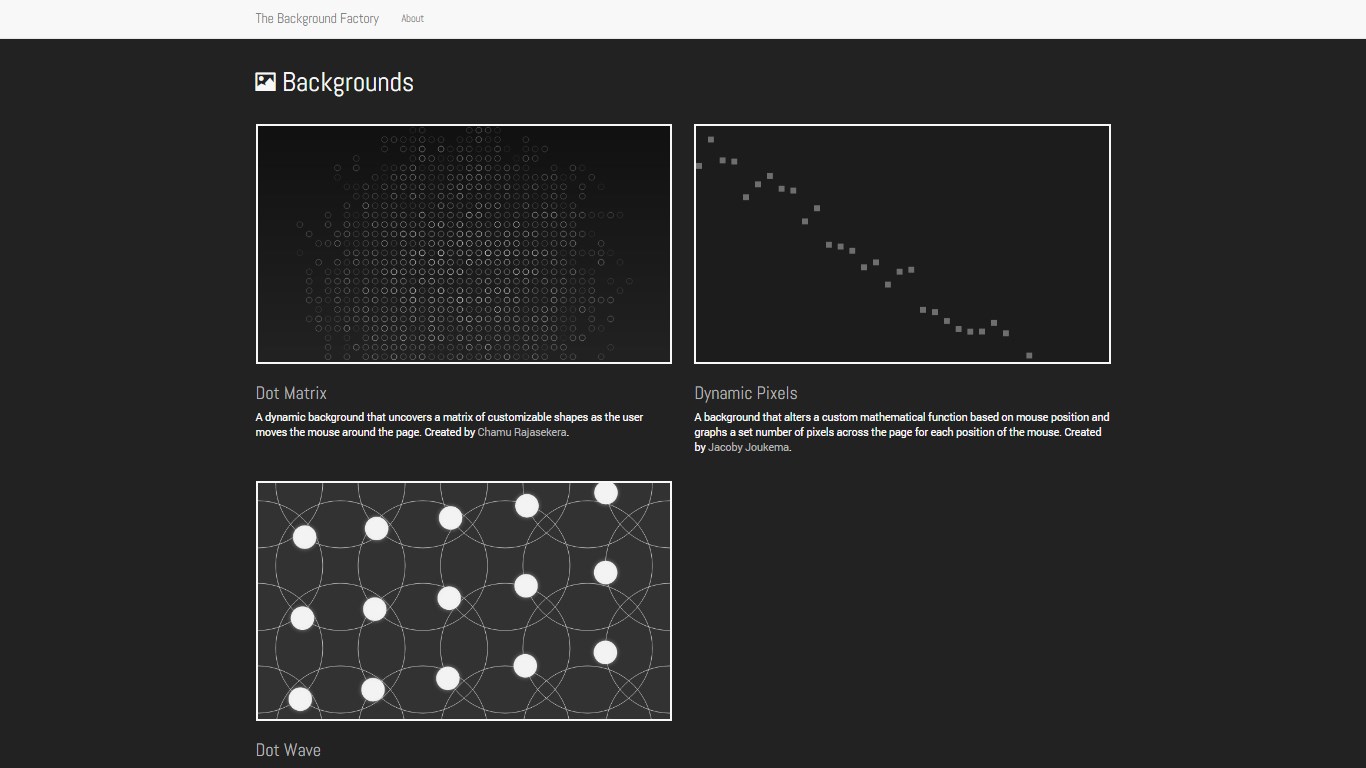 The Background Factory
About
Backgrounds
Dot Matrix
A dynamic background that uncovers a matrix of customizable shapes as the user
moves the mouse around the page. Created by Chamu Rajasekera.
Dynamic Pixels
A background that alters a custom mathematical function based on mouse position and
graphs a set number of pixels across the page for each position of the mouse. Created
by Jacoby Joukema.
Dot Wave